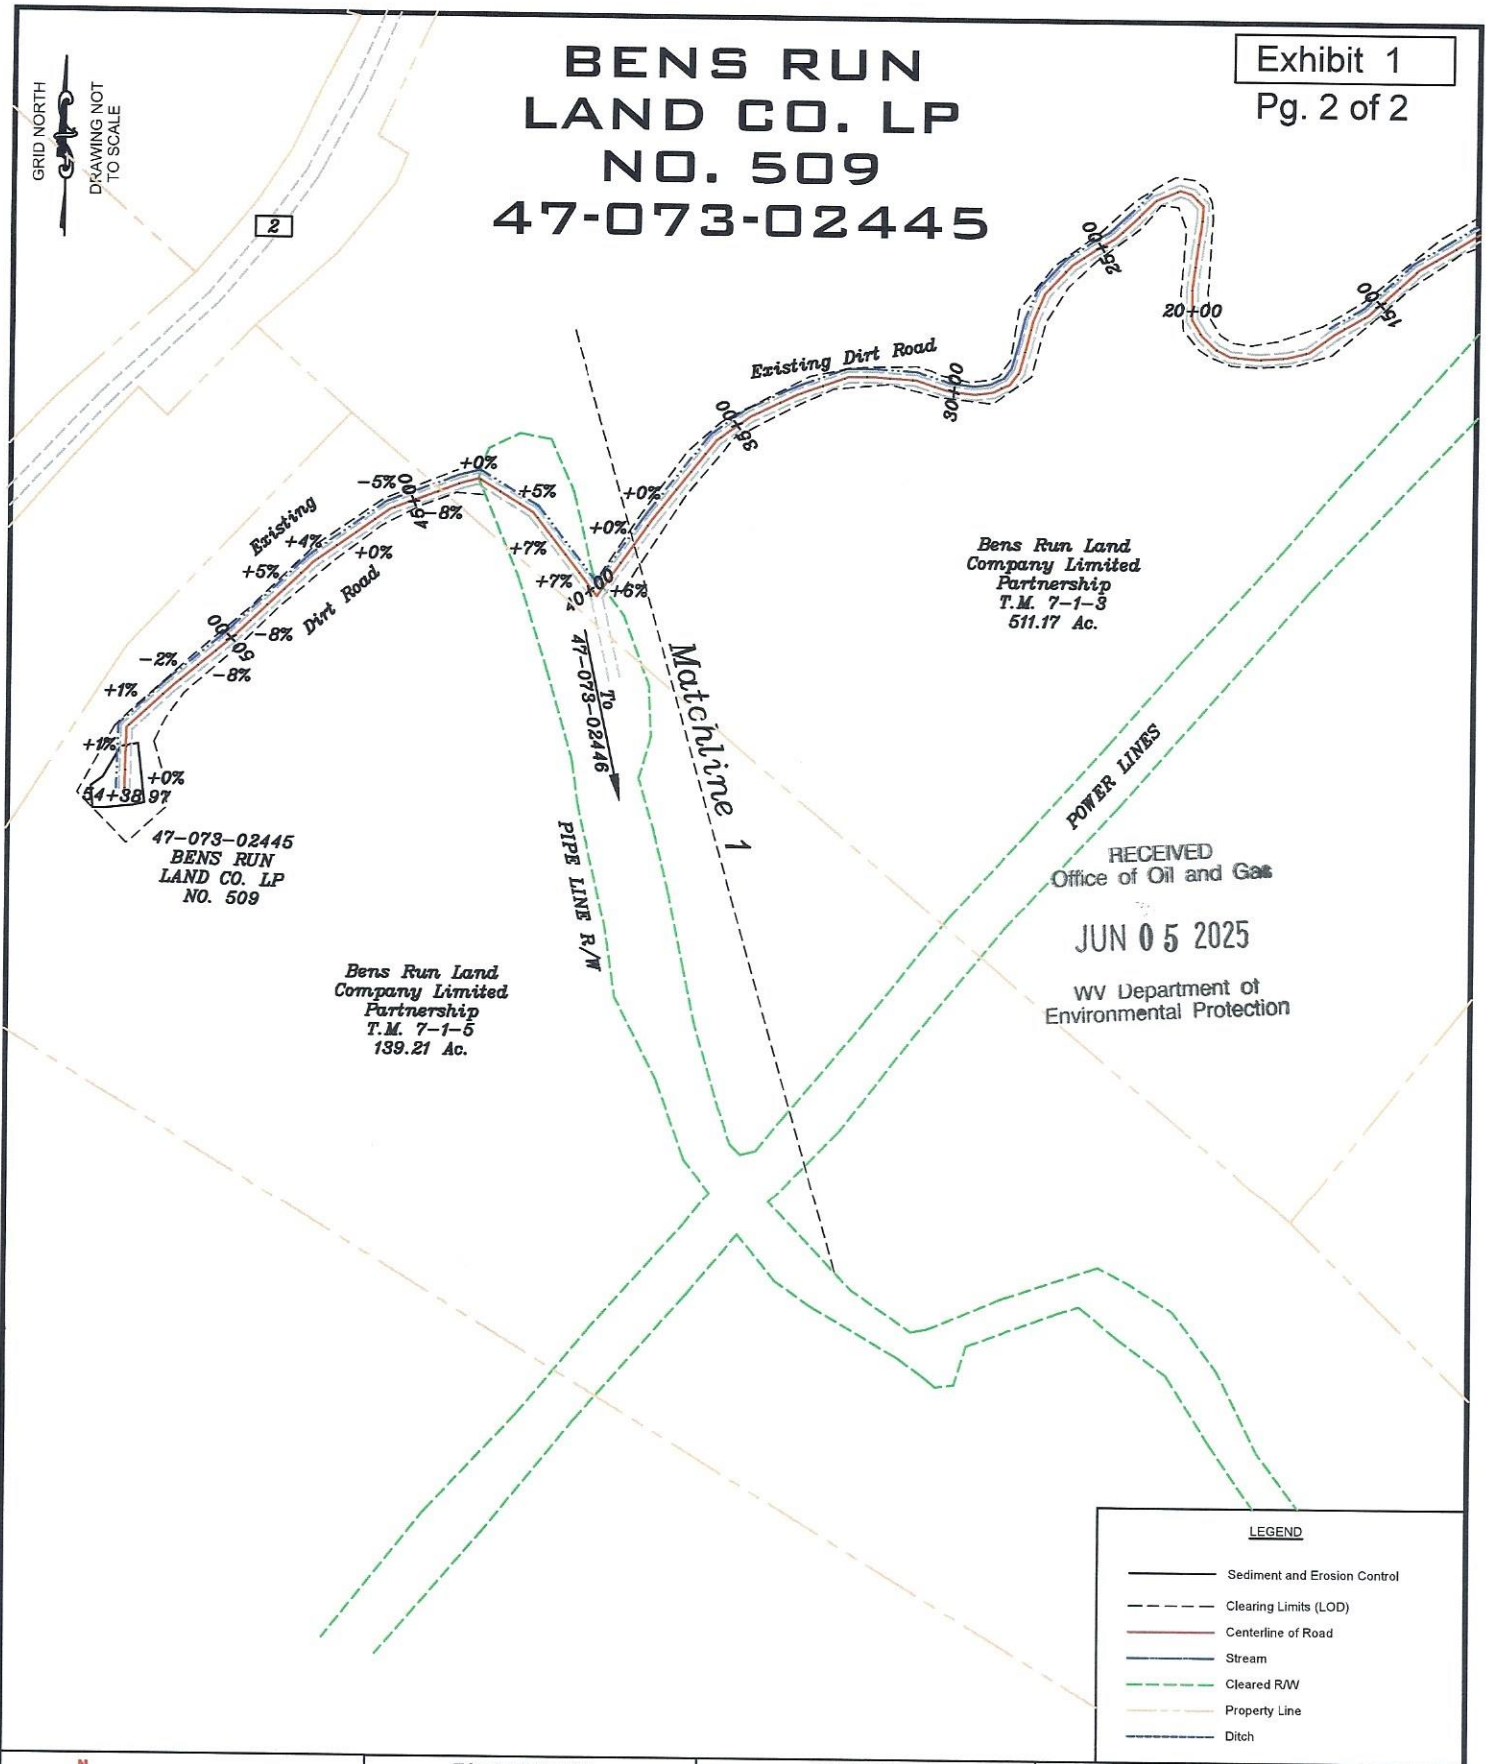 BENS RUN
LAND CO. LP
NO. 509
47-073-02445
Exhibit 1
Pg. 2 of 2
GRID NORTH
DRAWING NOT
TO SCALE
2
25+00
20+00
15+00
Existing Dirt Road
30+00
35+00
+0%
-5%
45+00
-8%
+5%
+0%
+0%
Existing
+4%
+0%
+7%
+5%
+7%
40+00
+6%
Dirt Road
50+00
-8%
-2%
-8%
+1%
+1%
+0%
54+38.97
47-073-02445
BENS RUN
LAND CO. LP
NO. 509
To
47-073-02446
Matchline 1
Bens Run Land
Company Limited
Partnership
T.M. 7-1-3
511.17 Ac.
POWER LINES
PIPE LINE R/W
RECEIVED
Office of Oil and Gas
JUN 05 2025
WV Department of
Environmental Protection
Bens Run Land
Company Limited
Partnership
T.M. 7-1-5
139.21 Ac.
LEGEND
Sediment and Erosion Control
Clearing Limits (LOD)
Centerline of Road
Stream
Cleared R/W
Property Line
Ditch